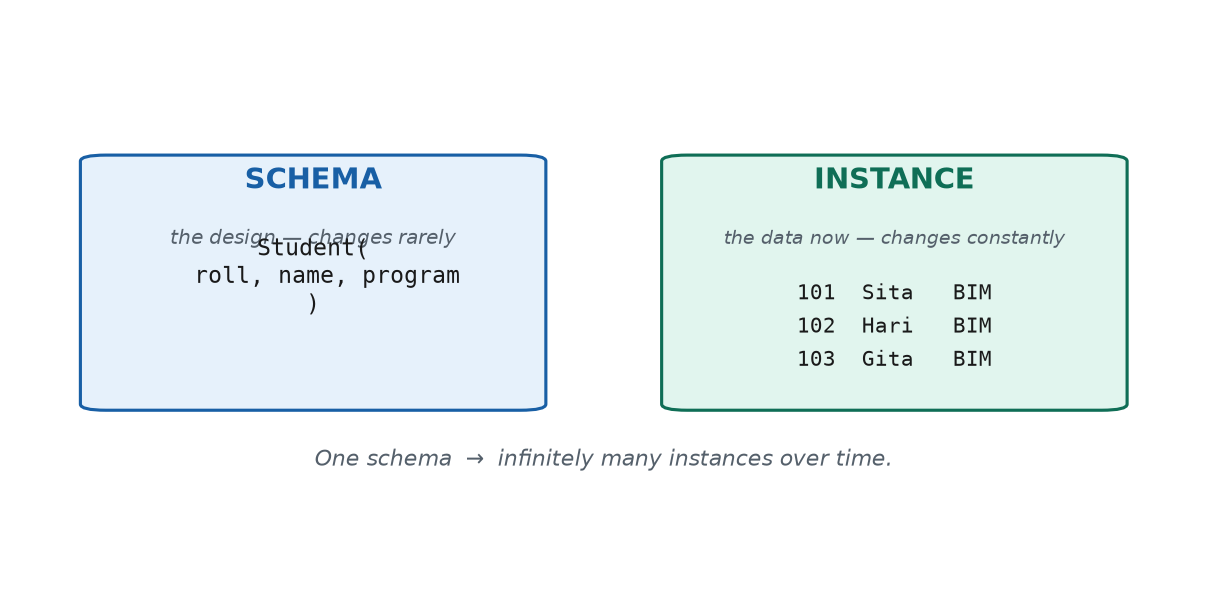 SCHEMA
the design — changes rarely
Student(
roll, name, program
)
INSTANCE
the data now — changes constantly
101 Sita BIM
102 Hari BIM
103 Gita BIM
One schema → infinitely many instances over time.